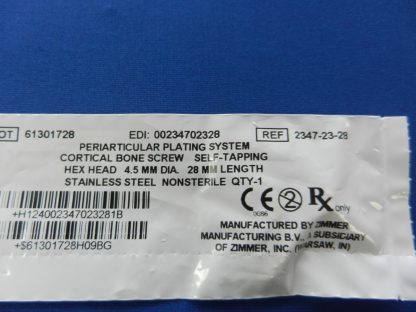 LOT 61301728 EDI: 00234702328 REF 2347-23-28
PERIARTICULAR PLATING SYSTEM
CORTICAL BONE SCREW SELF-TAPPING
HEX HEAD 4.5 MM DIA. 28 MM LENGTH
STAINLESS STEEL NONSTERILE QTY-1
+H124002347023281B
+$61301728H09BG
CE 0086 2 Rx only
MANUFACTURED BY ZIMMER
MANUFACTURING B.V., A SUBSIDIARY
OF ZIMMER, INC. (WARSAW, IN)